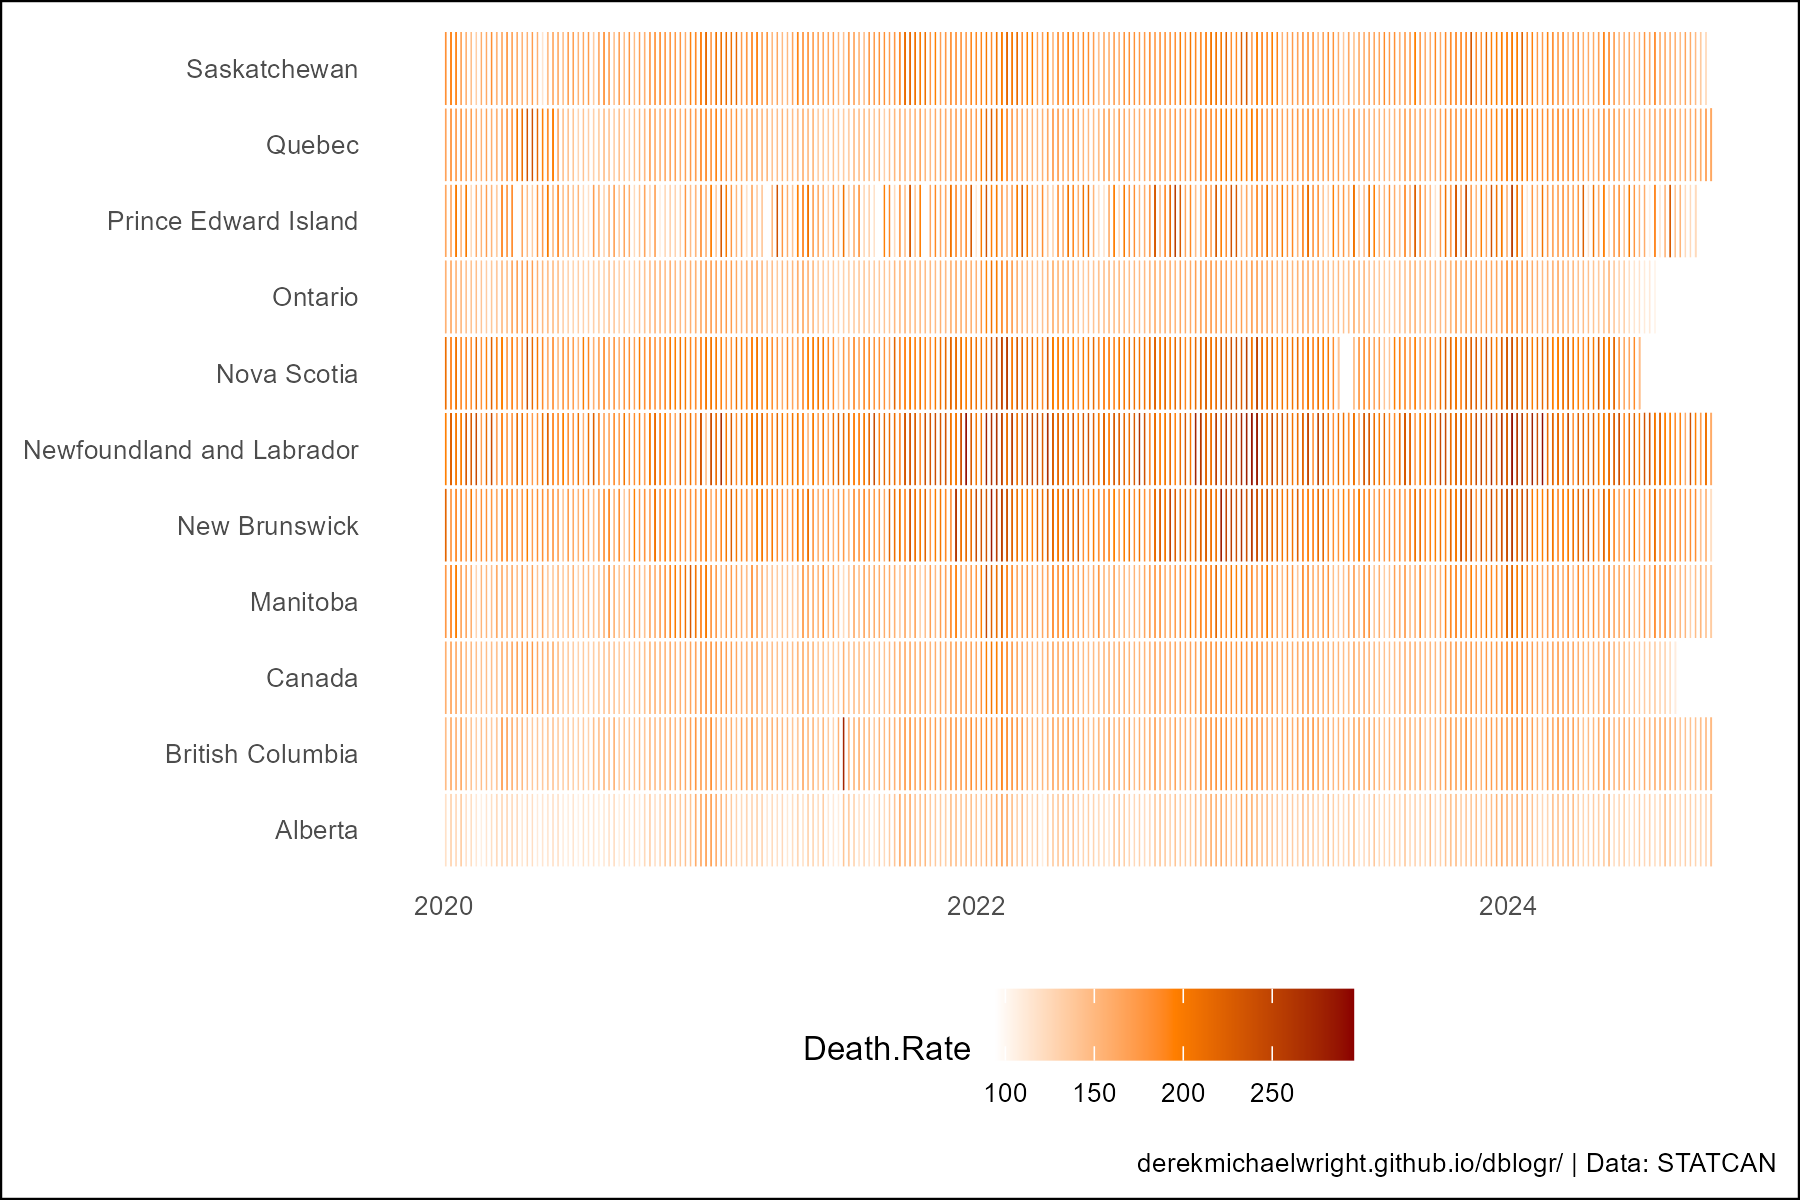 Saskatchewan
Quebec
Prince Edward Island
Ontario
Nova Scotia
Newfoundland and Labrador
New Brunswick
Manitoba
Canada
British Columbia
Alberta
2020 2022 2024
Death.Rate
100 150 200 250
derekmichaelwright.github.io/dblogr/ | Data: STATCAN